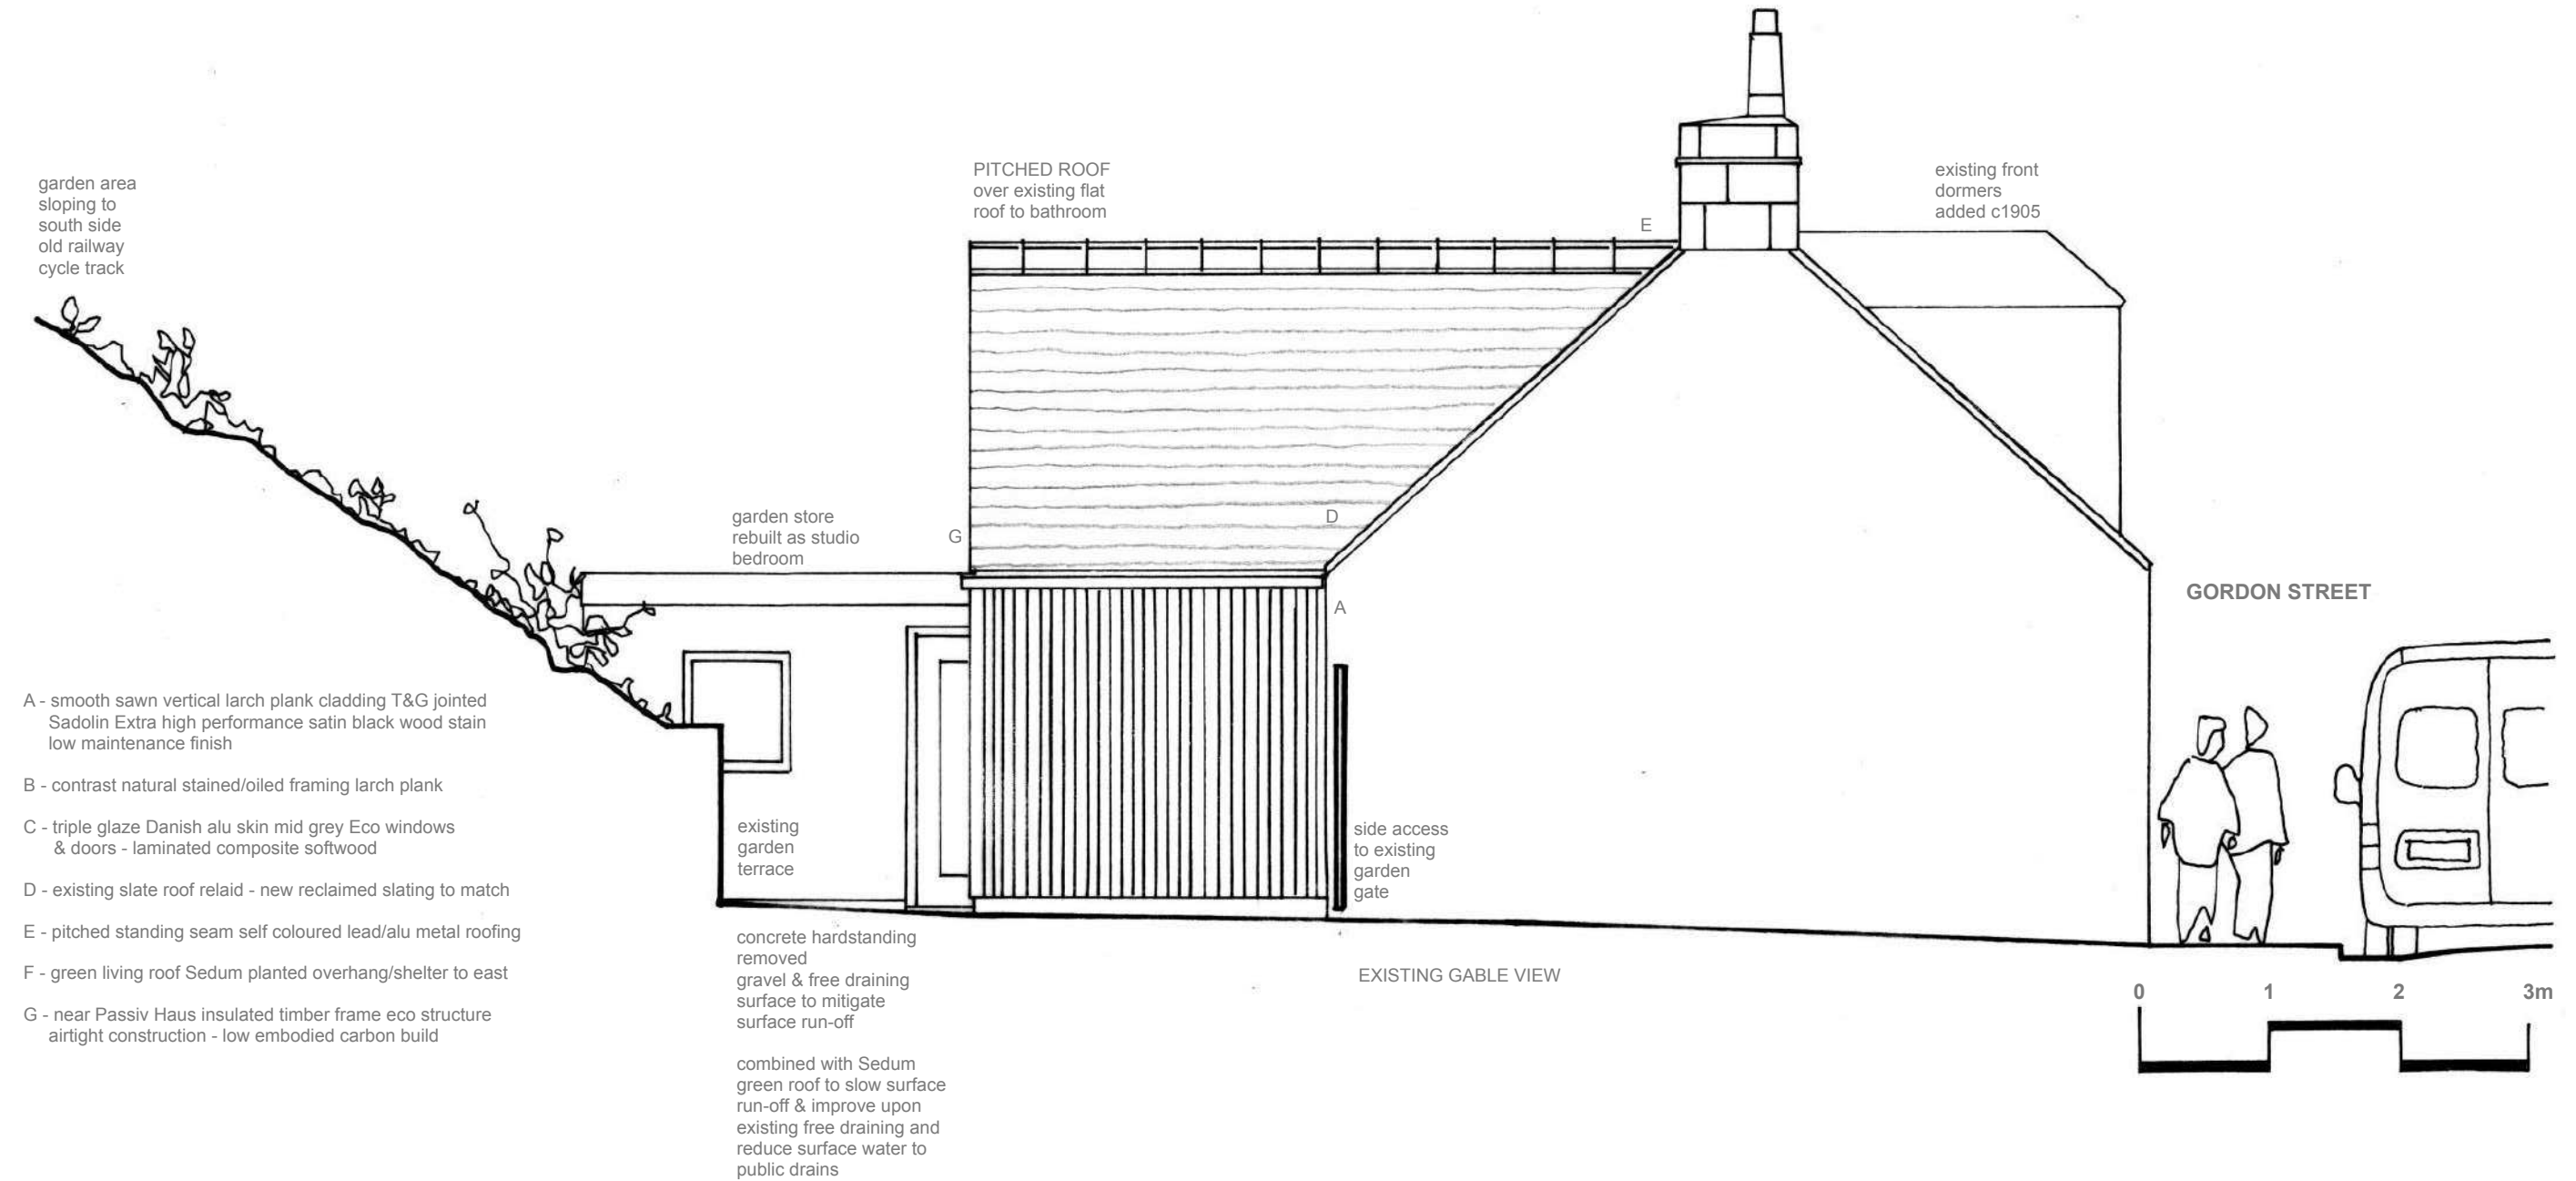 garden area
sloping to
south side
old railway
cycle track
PITCHED ROOF
over existing flat
roof to bathroom
E
existing front
dormers
added c1905
garden store
rebuilt as studio
bedroom
G
D
A
GORDON STREET
A - smooth sawn vertical larch plank cladding T&G jointed
Sadolin Extra high performance satin black wood stain
low maintenance finish
B - contrast natural stained/oiled framing larch plank
C - triple glaze Danish alu skin mid grey Eco windows
& doors - laminated composite softwood
D - existing slate roof relaid - new reclaimed slating to match
E - pitched standing seam self coloured lead/alu metal roofing
F - green living roof Sedum planted overhang/shelter to east
G - near Passiv Haus insulated timber frame eco structure
airtight construction - low embodied carbon build
existing
garden
terrace
side access
to existing
garden
gate
concrete hardstanding
removed
gravel & free draining
surface to mitigate
surface run-off
combined with Sedum
green roof to slow surface
run-off & improve upon
existing free draining and
reduce surface water to
public drains
EXISTING GABLE VIEW
0 1 2 3m